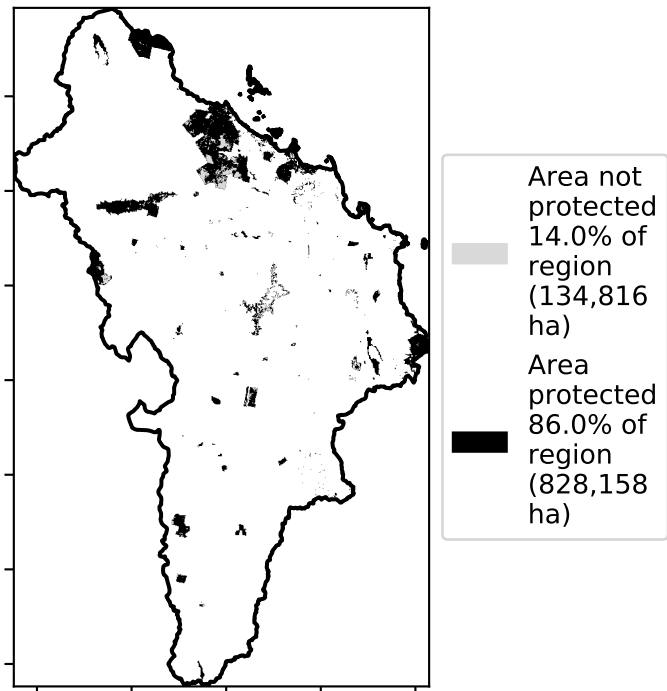 Area not
protected
14.0% of
region
(134,816
ha)
Area
protected
86.0% of
region
(828,158
ha)